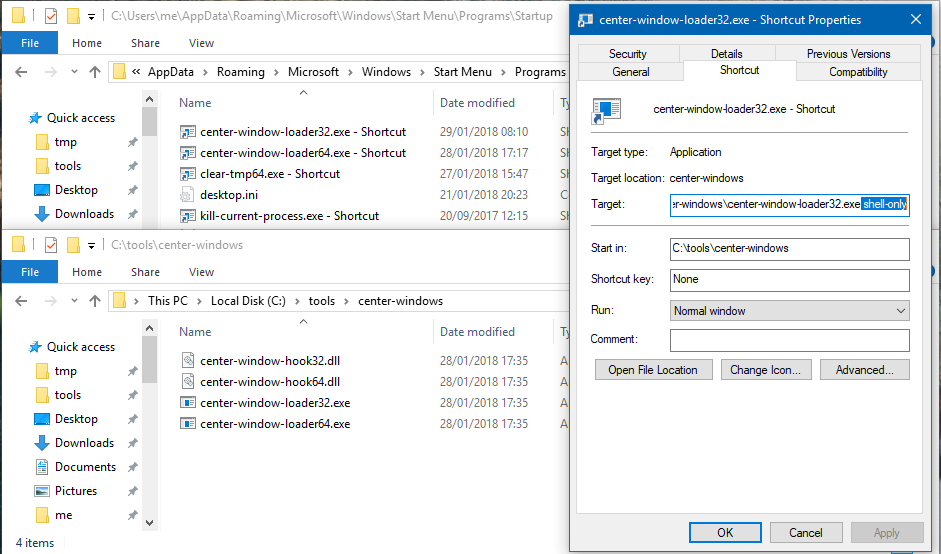 C:\Users\me\AppData\Roaming\Microsoft\Windows\Start Menu\Programs\Startup
File Home Share View
« AppData > Roaming > Microsoft > Windows > Start Menu > Programs
Quick access
tmp
tools
Desktop
Downloads
Name Date modified
center-window-loader32.exe - Shortcut 29/01/2018 08:10
center-window-loader64.exe - Shortcut 28/01/2018 17:17
clear-tmp64.exe - Shortcut 27/01/2018 15:47
desktop.ini 21/01/2018 20:23
kill-current-process.exe - Shortcut 20/09/2017 12:15
C:\tools\center-windows
File Home Share View
> This PC > Local Disk (C:) > tools > center-windows
Quick access
tmp
tools
Desktop
Downloads
Documents
Pictures
me
Name Date modified
center-window-hook32.dll 28/01/2018 17:35
center-window-hook64.dll 28/01/2018 17:35
center-window-loader32.exe 28/01/2018 17:35
center-window-loader64.exe 28/01/2018 17:35
4 items
center-window-loader32.exe - Shortcut Properties
Security Details Previous Versions
General Shortcut Compatibility
center-window-loader32.exe - Shortcut
Target type: Application
Target location: center-windows
Target: r-windows\center-window-loader32.exe shell-only
Start in: C:\tools\center-windows
Shortcut key: None
Run: Normal window
Comment:
Open File Location Change Icon... Advanced...
OK Cancel Apply